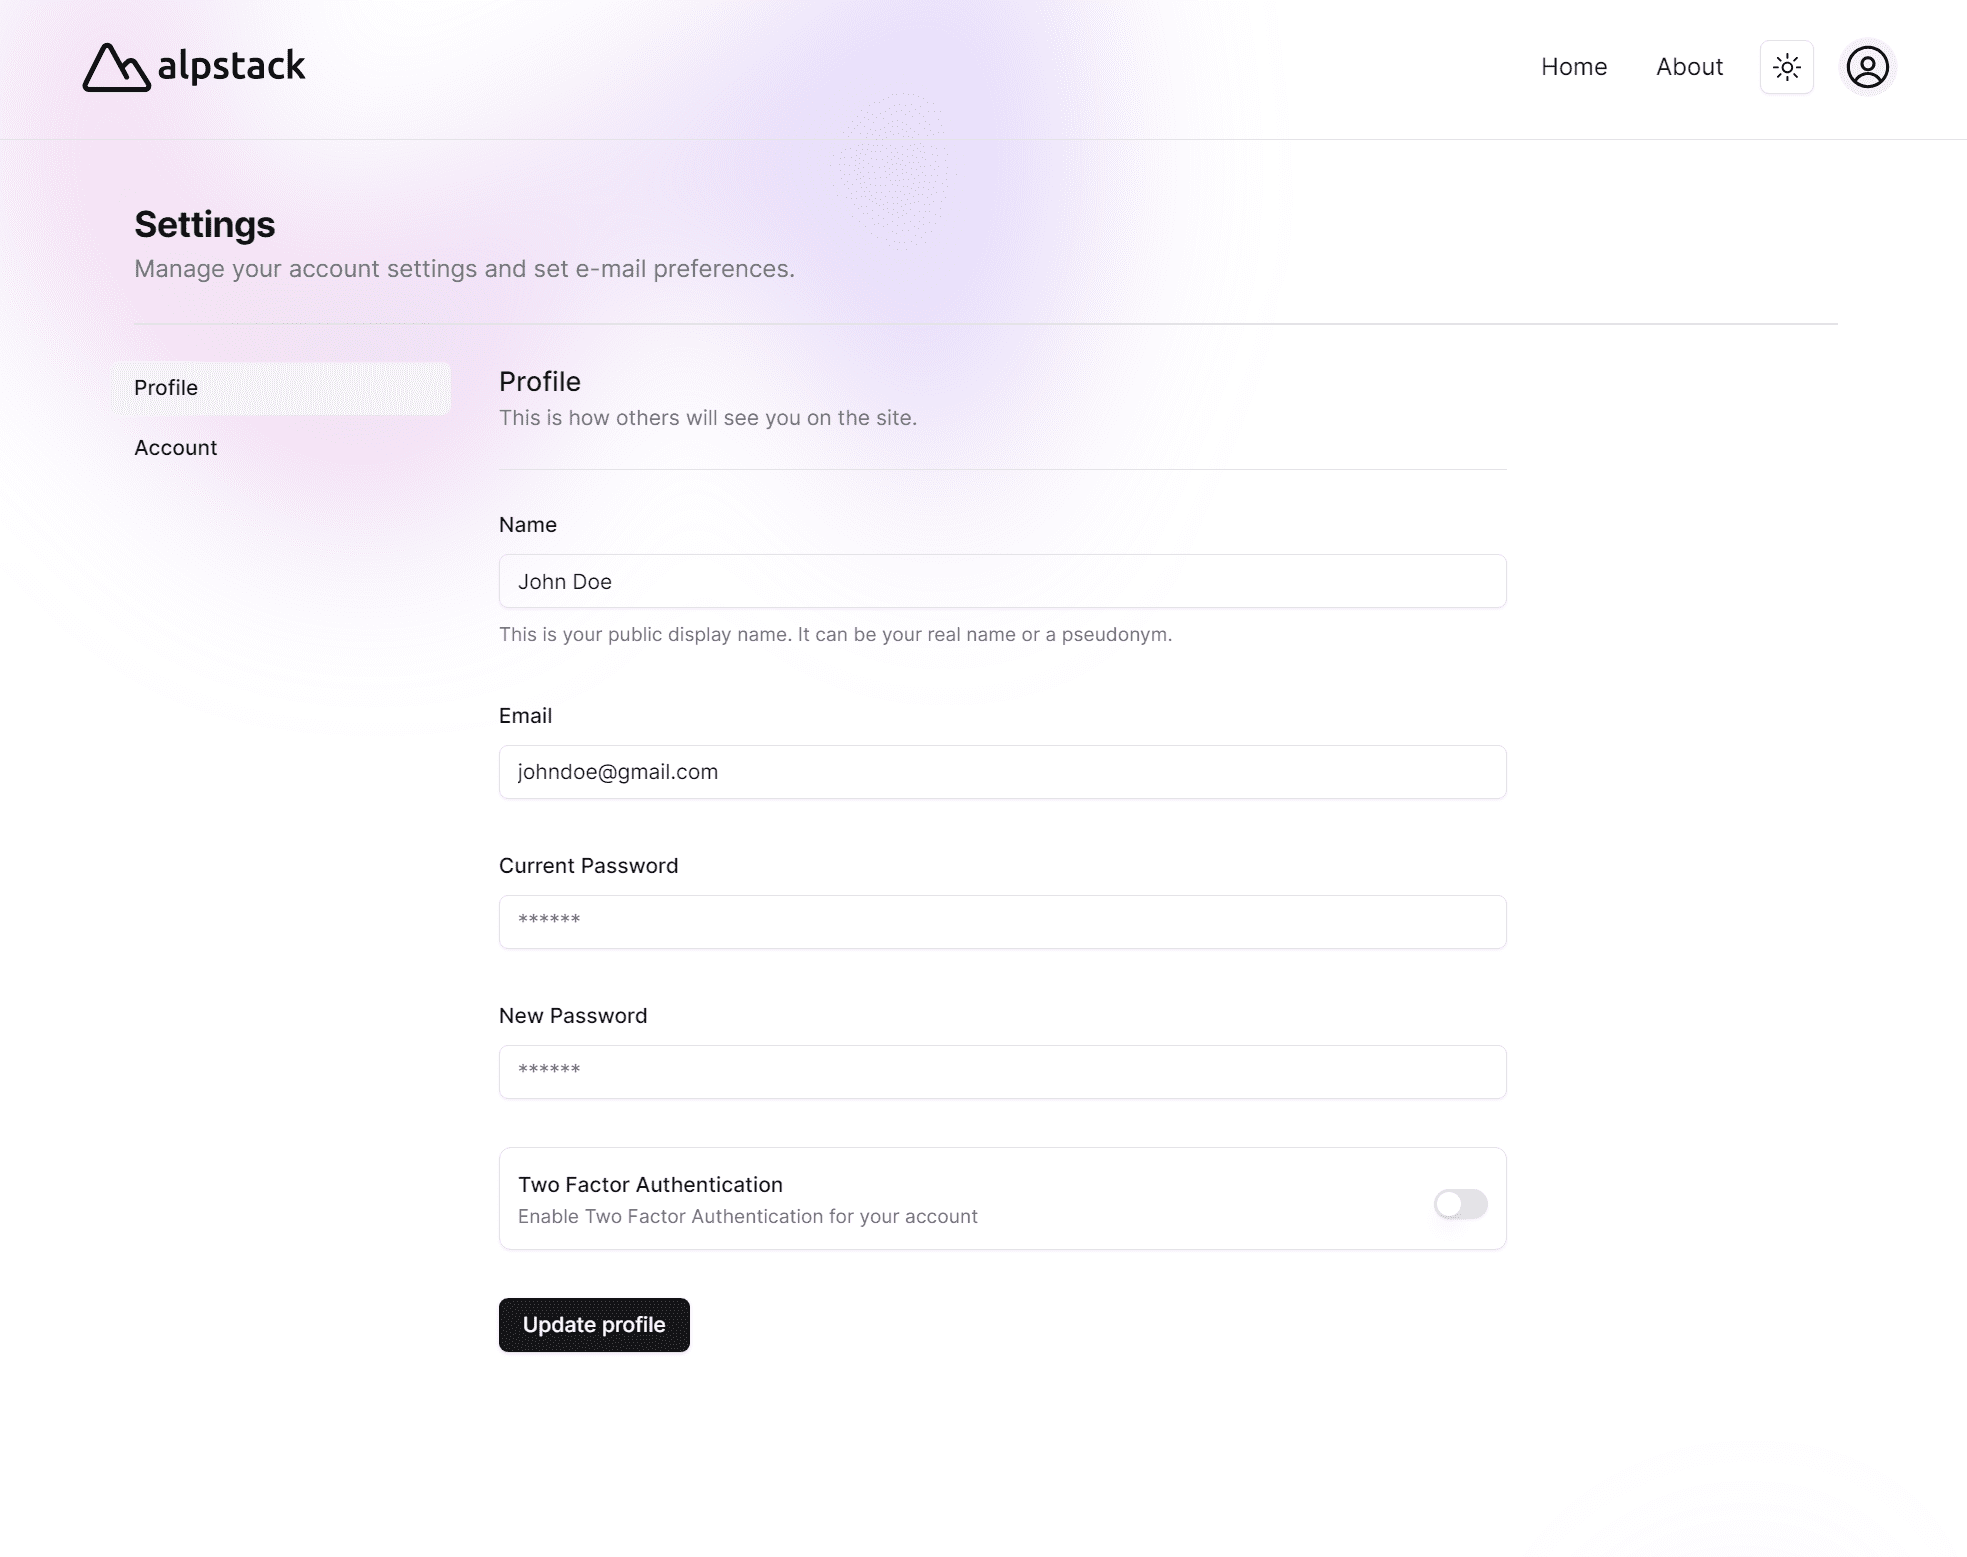 alpstack
Home
About
Settings
Manage your account settings and set e-mail preferences.
Profile
Account
Profile
This is how others will see you on the site.
Name
John Doe
This is your public display name. It can be your real name or a pseudonym.
Email
johndoe@gmail.com
Current Password
******
New Password
******
Two Factor Authentication
Enable Two Factor Authentication for your account
Update profile